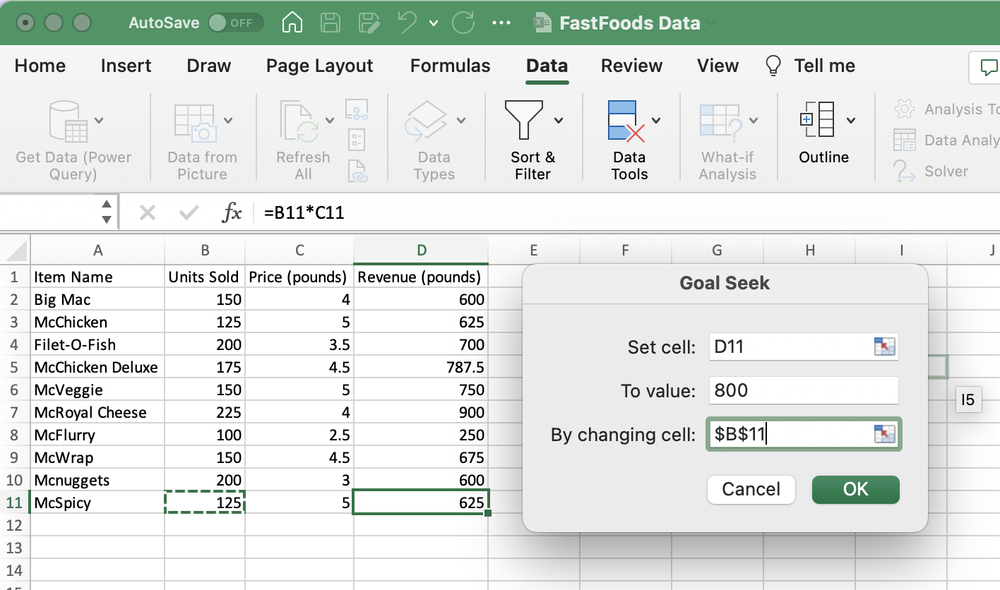 AutoSave OFF FastFoods Data
Home Insert Draw Page Layout Formulas Data Review View Tell me
Get Data (Power Query) Data from Picture Refresh All Data Types Sort & Filter Data Tools What-if Analysis Outline
Analysis
Data
Solver
fx =B11*C11
A B C D E F G H I J
1 Item Name Units Sold Price (pounds) Revenue (pounds)
2 Big Mac 150 4 600
3 McChicken 125 5 625
4 Filet-O-Fish 200 3.5 700
5 McChicken Deluxe 175 4.5 787.5
6 McVeggie 150 5 750
7 McRoyal Cheese 225 4 900
8 McFlurry 100 2.5 250
9 McWrap 150 4.5 675
10 Mcnuggets 200 3 600
11 McSpicy 125 5 625
12
13
14
Goal Seek
Set cell: D11
To value: 800
By changing cell: $B$11
Cancel OK
I5